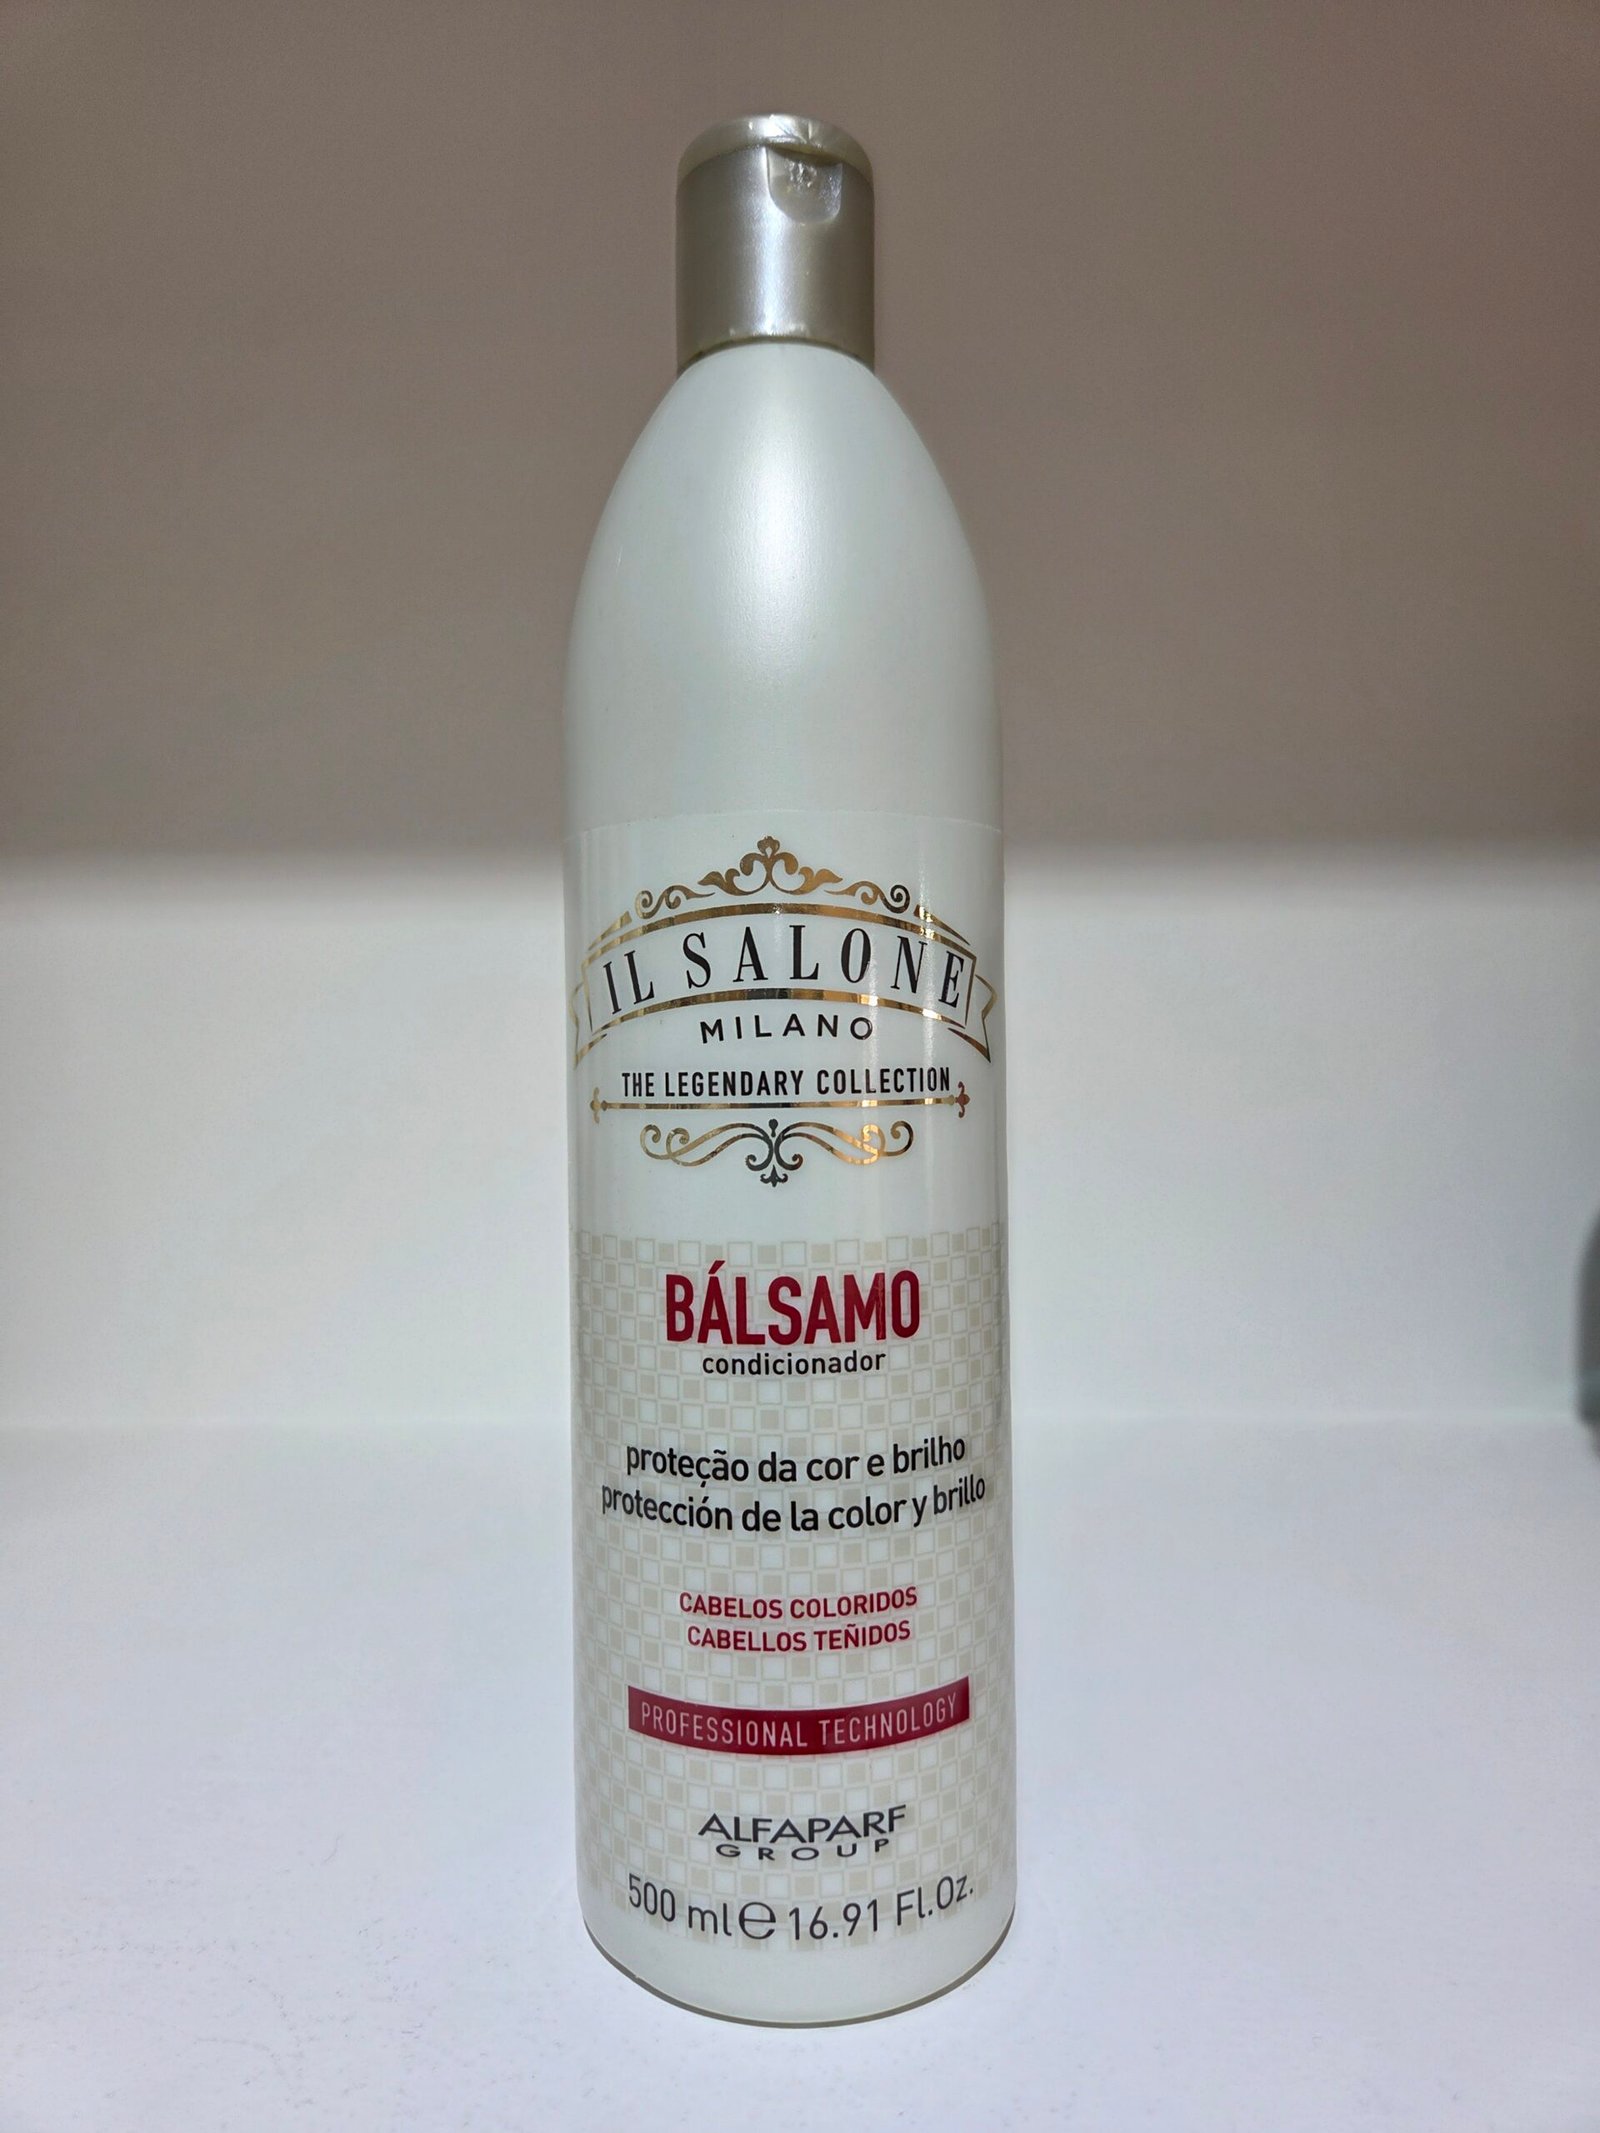 IL SALONE
MILANO
THE LEGENDARY COLLECTION
BÁLSAMO
condicionador
proteção da cor e brilho
protección de la color y brillo
CABELOS COLORIDOS
CABELLOS TEÑIDOS
PROFESSIONAL TECHNOLOGY
ALFAPARF
GROUP
500 ml ℮ 16.91 Fl.Oz.